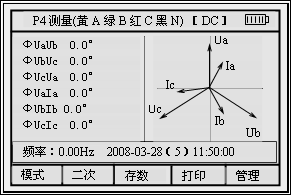 P4测量(黄A绿B红C黑N) [DC]
ΦUaUb 0.0°
ΦUbUc 0.0°
ΦUcVa 0.0°
ΦUaIa 0.0°
ΦUbIb 0.0°
ΦUcIc 0.0°
Ua
Ia
Ic
Uc
Ib
Ub
频率：0.00Hz 2008-03-28(5)11:50:00
模式 二次 存数 打印 管理